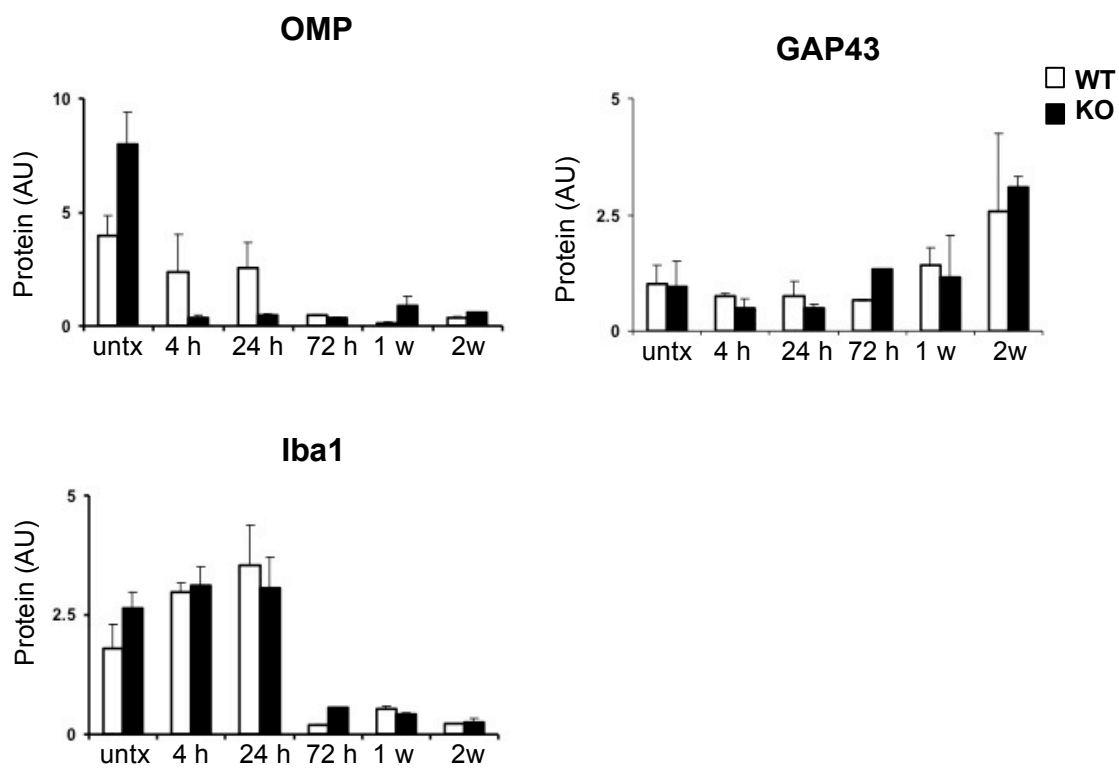 OMP
Protein (AU)
10
5
0
untx 4 h 24 h 72 h 1 w 2w
GAP43
WT
KO
Protein (AU)
5
2.5
0
untx 4 h 24 h 72 h 1 w 2w
Iba1
Protein (AU)
5
2.5
0
untx 4 h 24 h 72 h 1 w 2w